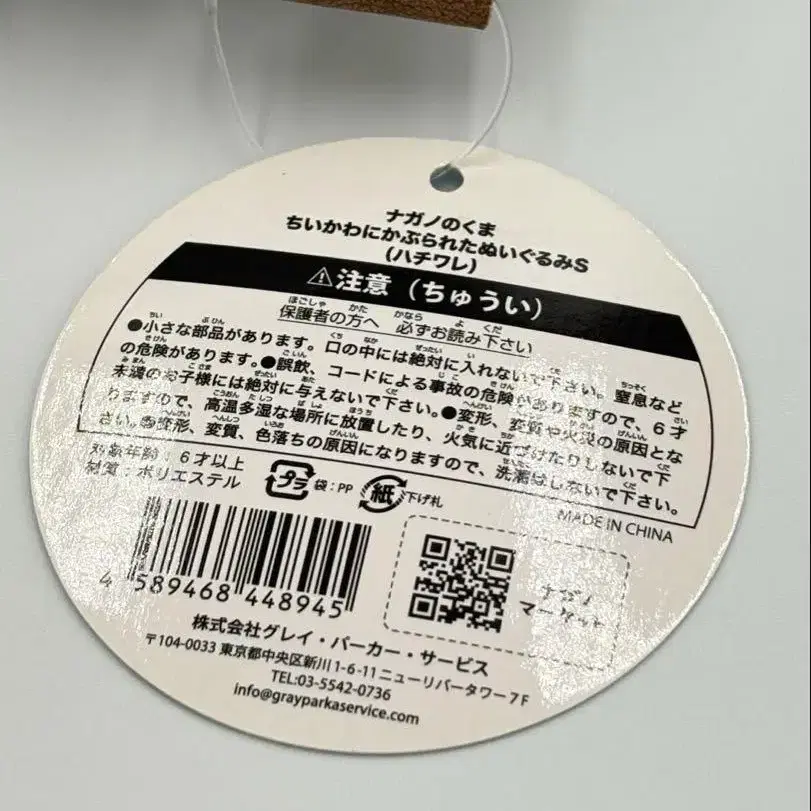 ナガノのくま
ちいかわにかぶられたぬいぐるみS
(ハチワレ)
⚠注意(ちゅうい)
ほごしゃ かた かなら よ くだ
保護者の方へ 必ずお読み下さい
●小さな部品があります。口の中には絶対に入れないで下さい。窒息など
の危険があります。●誤飲、コードによる事故の危険がありますので、6才
未満のお子様には絶対に与えないで下さい。●変形、変質や火災の原因とな
りますので、高温多湿な場所に放置したり、火気に近づけたりしないで下
さい。●変形、変質、色落ちの原因になりますので、洗濯はしないで下さい。
対象年齢:6才以上
材質:ポリエステル
プラ 袋:PP 紙 下げ札
MADE IN CHINA
4 589468 448945
ナガノ
マーケット
株式会社グレイ・パーカー・サービス
〒104-0033 東京都中央区新川1-6-11ニューリバータワー7F
TEL:03-5542-0736
info@grayparkaservice.com